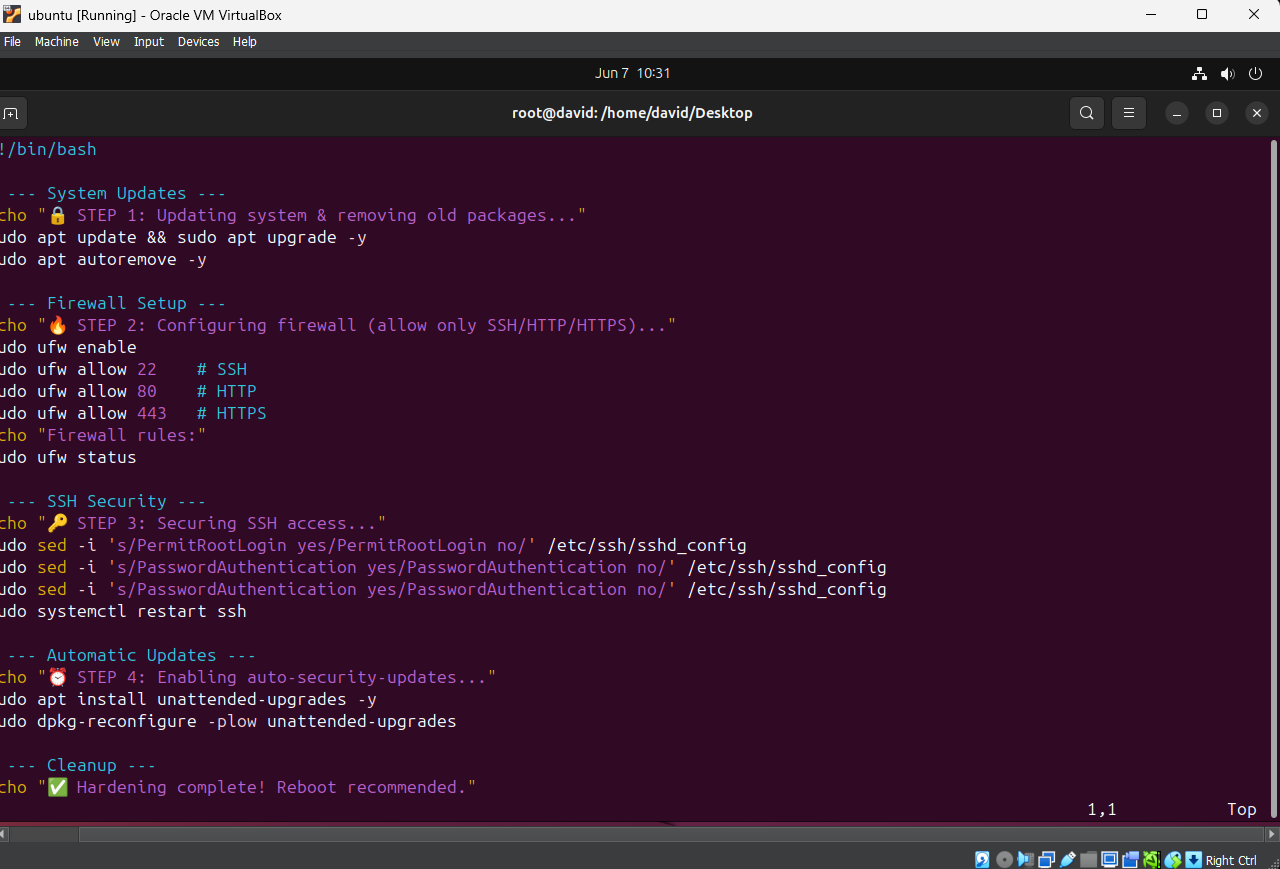 ubuntu [Running] - Oracle VM VirtualBox
File Machine View Input Devices Help
Jun 7 10:31
root@david: /home/david/Desktop
!/bin/bash
--- System Updates ---
cho "🔒 STEP 1: Updating system & removing old packages..."
udo apt update && sudo apt upgrade -y
udo apt autoremove -y
--- Firewall Setup ---
cho "🔥 STEP 2: Configuring firewall (allow only SSH/HTTP/HTTPS)..."
udo ufw enable
udo ufw allow 22    # SSH
udo ufw allow 80    # HTTP
udo ufw allow 443   # HTTPS
cho "Firewall rules:"
udo ufw status
--- SSH Security ---
cho "🔑 STEP 3: Securing SSH access..."
udo sed -i 's/PermitRootLogin yes/PermitRootLogin no/' /etc/ssh/sshd_config
udo sed -i 's/PasswordAuthentication yes/PasswordAuthentication no/' /etc/ssh/sshd_config
udo sed -i 's/PasswordAuthentication yes/PasswordAuthentication no/' /etc/ssh/sshd_config
udo systemctl restart ssh
--- Automatic Updates ---
cho "⏰ STEP 4: Enabling auto-security-updates..."
udo apt install unattended-upgrades -y
udo dpkg-reconfigure -plow unattended-upgrades
--- Cleanup ---
cho "✅ Hardening complete! Reboot recommended."
1,1 Top
Right Ctrl